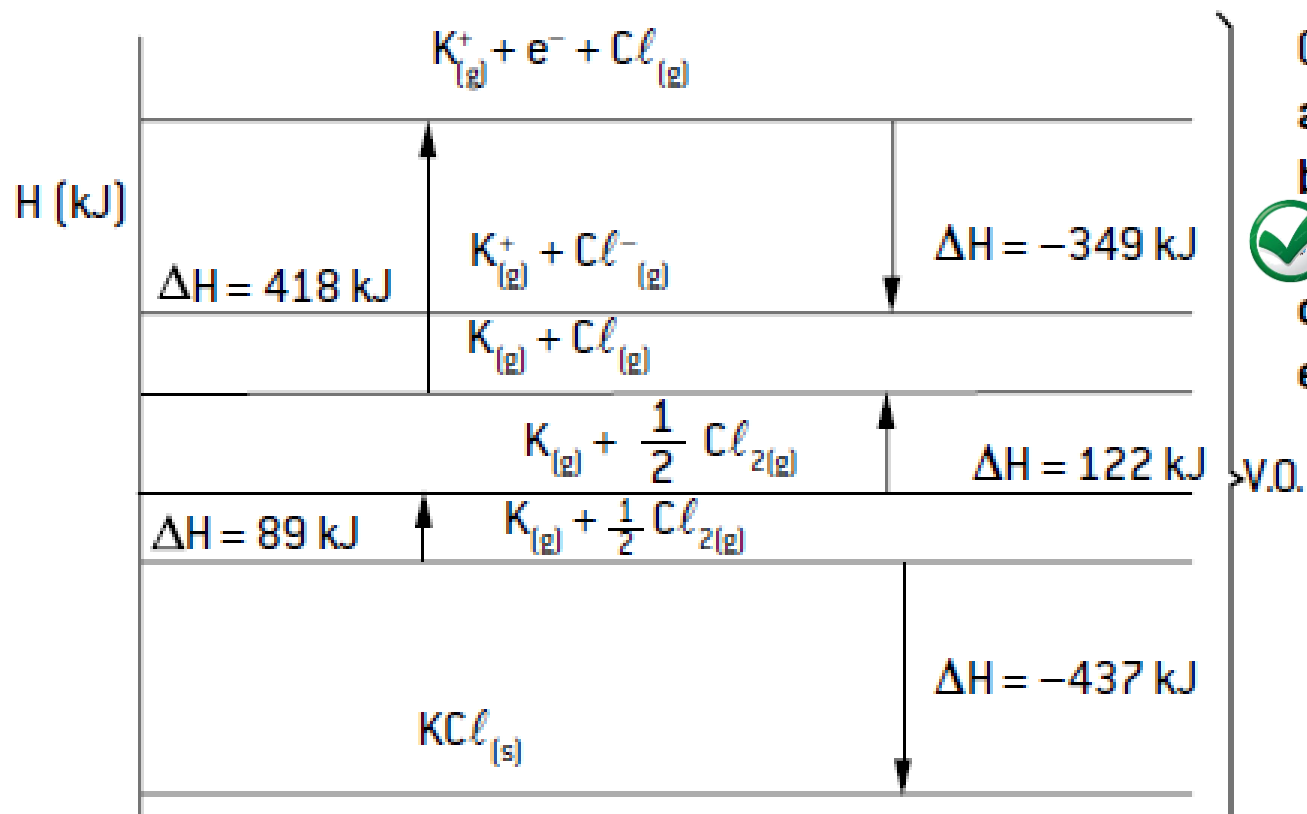 K⁺(g) + e⁻ + Cℓ(g)
H (kJ)
K⁺(g) + Cℓ⁻(g)
ΔH = −349 kJ
ΔH = 418 kJ
K(g) + Cℓ(g)
K(g) + 1/2 Cℓ2(g)
ΔH = 122 kJ
V.O.
ΔH = 89 kJ
K(g) + 1/2 Cℓ2(g)
ΔH = −437 kJ
KCℓ(s)